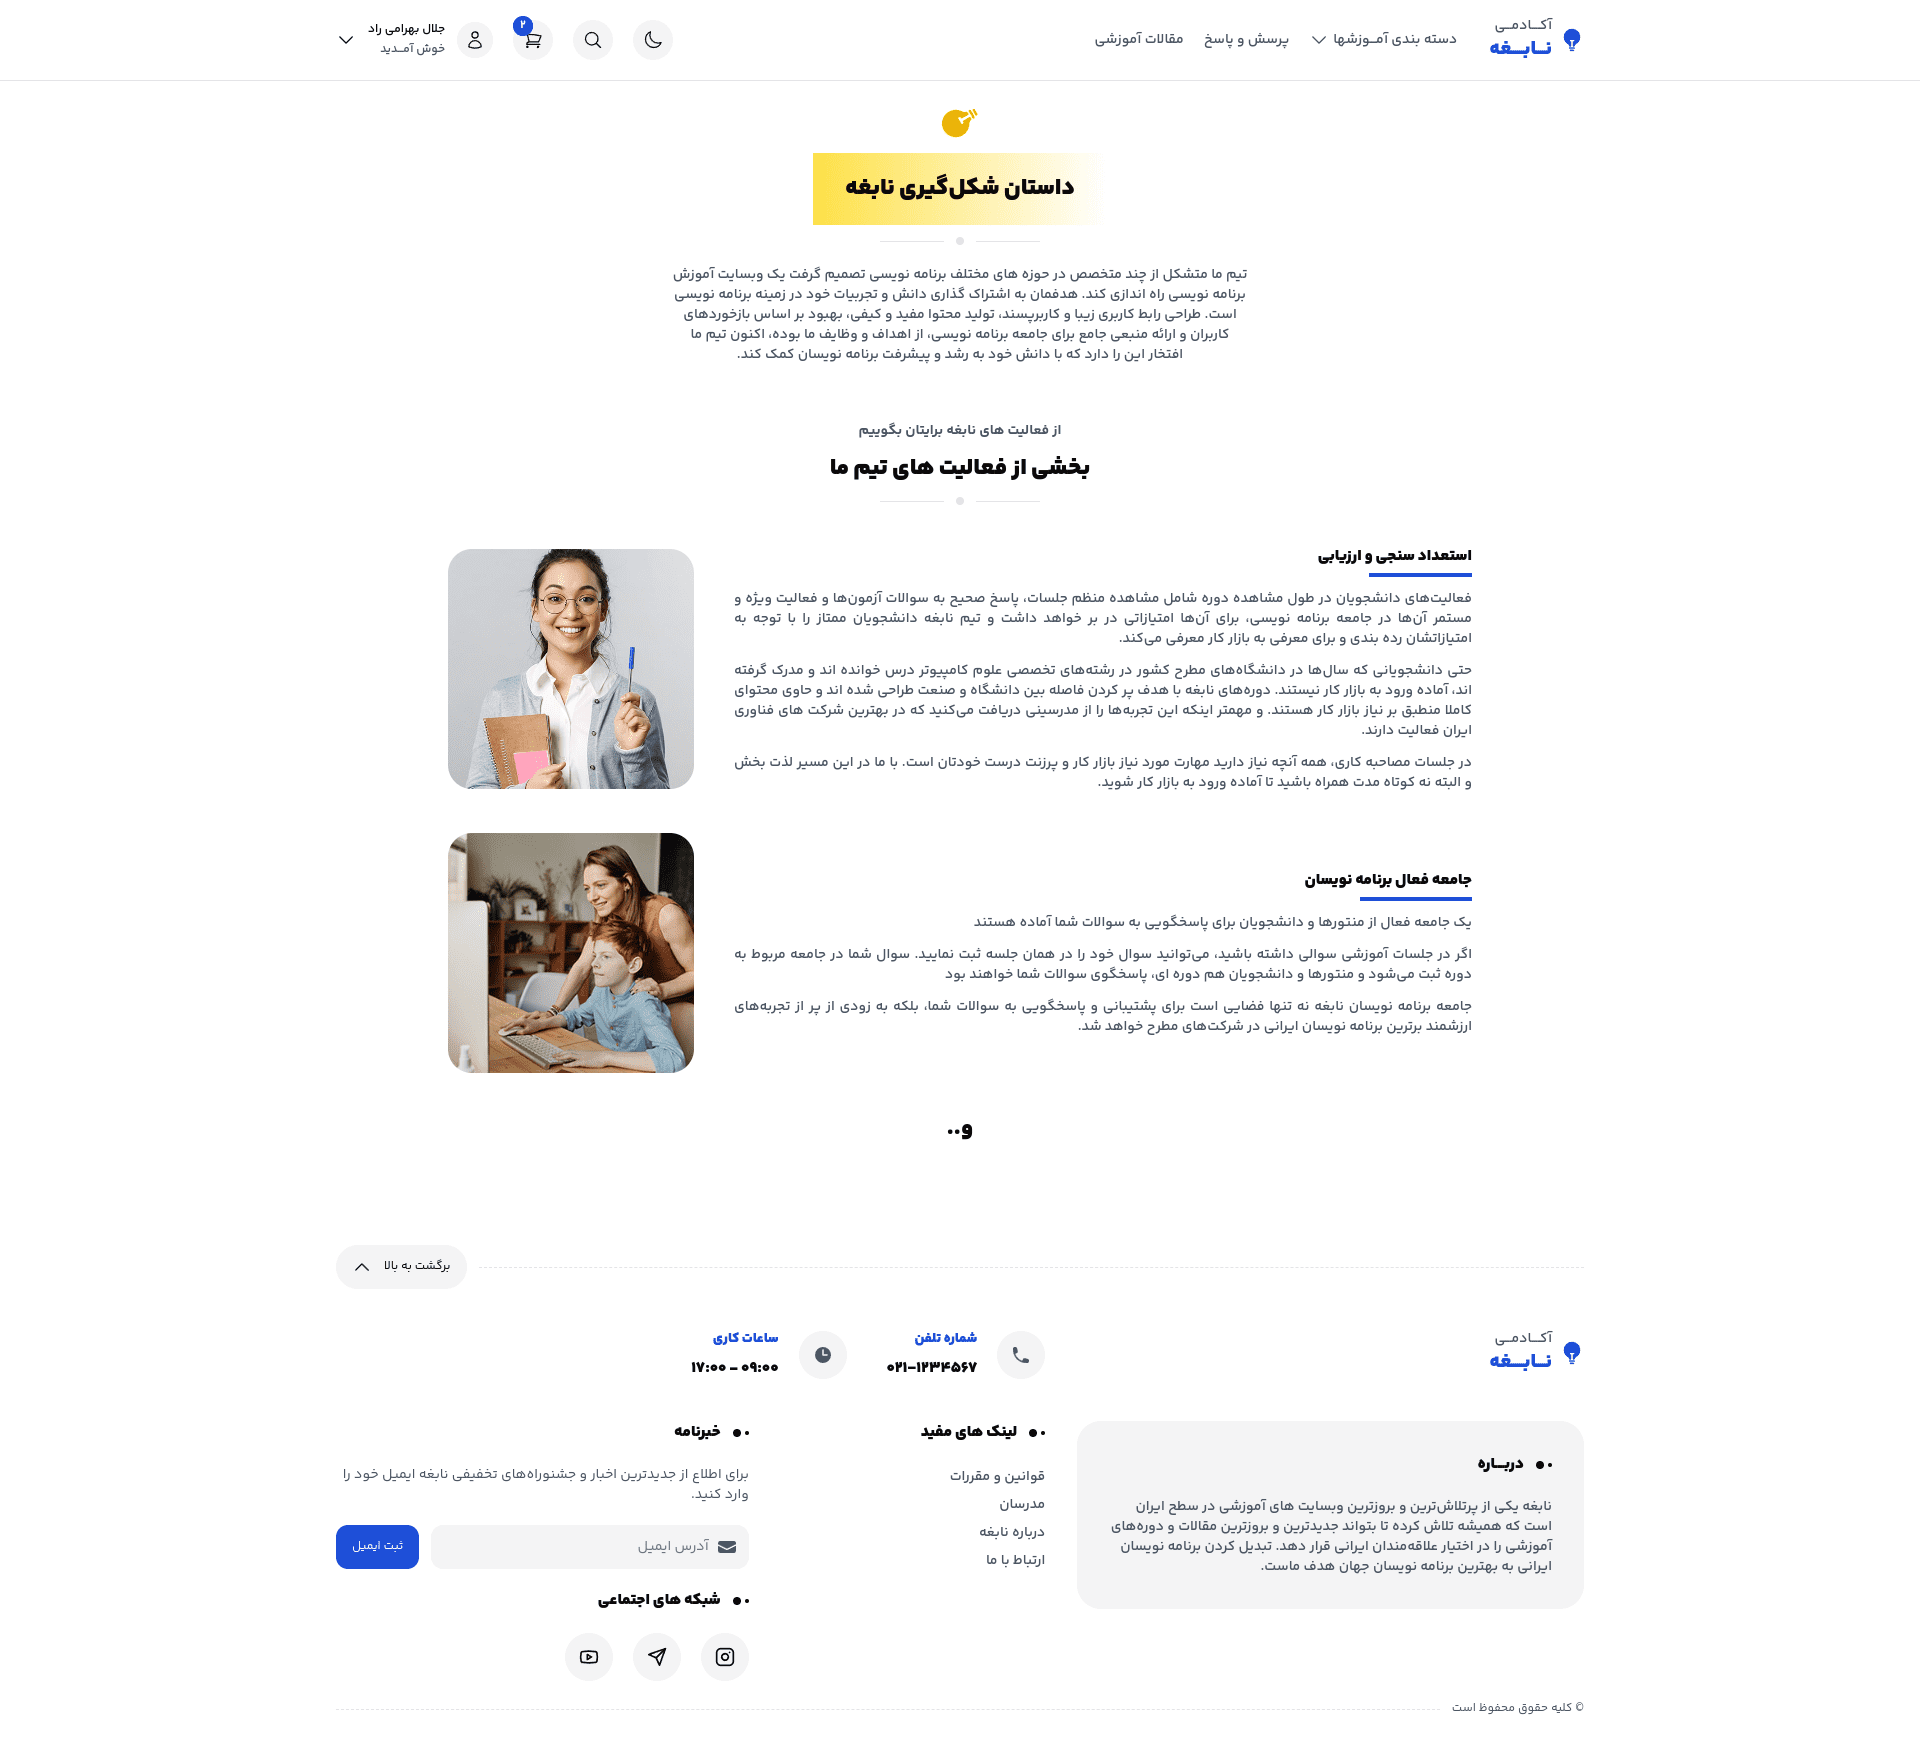 آکـــادمـــی
نـــابـــغه
دسته بندی آمـــوزشها
پرسش و پاسخ
مقالات آموزشی
۲
جلال بهرامی راد
خوش آمـــدید
داستان شکل‌گیری نابغه
تیم ما متشکل از چند متخصص در حوزه های مختلف برنامه نویسی تصمیم گرفت یک وبسایت آموزش
برنامه نویسی راه اندازی کند. هدفمان به اشتراک گذاری دانش و تجربیات خود در زمینه برنامه نویسی
است. طراحی رابط کاربری زیبا و کاربرپسند، تولید محتوا مفید و کیفی، بهبود بر اساس بازخوردهای
کاربران و ارائه منبعی جامع برای جامعه برنامه نویسی، از اهداف و وظایف ما بوده، اکنون تیم ما
افتخار این را دارد که با دانش خود به رشد و پیشرفت برنامه نویسان کمک کند.
از فعالیت های نابغه برایتان بگوییم
بخشی از فعالیت های تیم ما
استعداد سنجی و ارزیابی
فعالیت‌های دانشجویان در طول مشاهده دوره شامل مشاهده منظم جلسات، پاسخ صحیح به سوالات آزمون‌ها و فعالیت ویژه و
مستمر آن‌ها در جامعه برنامه نویسی، برای آن‌ها امتیازاتی در بر خواهد داشت و تیم نابغه دانشجویان ممتاز را با توجه به
امتیازاتشان رده بندی و برای معرفی به بازار کار معرفی می‌کند.
حتی دانشجویانی که سال‌ها در دانشگاه‌های مطرح کشور در رشته‌های تخصصی علوم کامپیوتر درس خوانده اند و مدرک گرفته
اند، آماده ورود به بازار کار نیستند. دوره‌های نابغه با هدف پر کردن فاصله بین دانشگاه و صنعت طراحی شده اند و حاوی محتوای
کاملا منطبق بر نیاز بازار کار هستند. و مهمتر اینکه این تجربه‌ها را از مدرسینی دریافت می‌کنید که در بهترین شرکت های فناوری
ایران فعالیت دارند.
در جلسات مصاحبه کاری، همه آنچه نیاز دارید مهارت مورد نیاز بازار کار و پرزنت درست خودتان است. با ما در این مسیر لذت بخش
و البته نه کوتاه مدت همراه باشید تا آماده ورود به بازار کار شوید.
جامعه فعال برنامه نویسان
یک جامعه فعال از منتورها و دانشجویان برای پاسخگویی به سوالات شما آماده هستند
اگر در جلسات آموزشی سوالی داشته باشید، می‌توانید سوال خود را در همان جلسه ثبت نمایید. سوال شما در جامعه مربوط به
دوره ثبت می‌شود و منتورها و دانشجویان هم دوره ای، پاسخگوی سوالات شما خواهند بود
جامعه برنامه نویسان نابغه نه تنها فضایی است برای پشتیبانی و پاسخگویی به سوالات شما، بلکه به زودی از پر از تجربه‌های
ارزشمند برترین برنامه نویسان ایرانی در شرکت‌های مطرح خواهد شد.
و..
برگشت به بالا
آکـــادمـــی
نـــابـــغه
شماره تلفن
۰۲۱-۱۲۳۴۵۶۷
ساعات کاری
۰۹:۰۰ - ۱۷:۰۰
دربـــاره
نابغه یکی از پرتلاش‌ترین و بروزترین وبسایت های آموزشی در سطح ایران
است که همیشه تلاش کرده تا بتواند جدیدترین و بروزترین مقالات و دوره‌های
آموزشی را در اختیار علاقه‌مندان ایرانی قرار دهد. تبدیل کردن برنامه نویسان
ایرانی به بهترین برنامه نویسان جهان هدف ماست.
لینک های مفید
قوانین و مقررات
مدرسان
درباره نابغه
ارتباط با ما
خبرنامه
برای اطلاع از جدیدترین اخبار و جشنوراه‌های تخفیفی نابغه ایمیل خود را
وارد کنید.
آدرس ایمیل
ثبت ایمیل
شبکه های اجتماعی
© کلیه حقوق محفوظ است